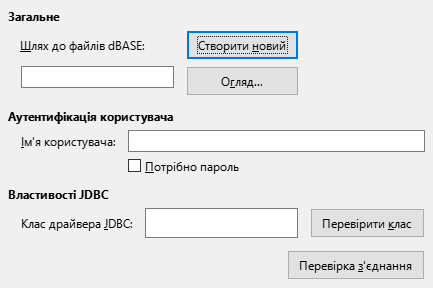 Загальне
Шлях до файлів dBASE:
Створити новий
Огляд...
Аутентифікація користувача
Ім'я користувача:
Потрібно пароль
Властивості JDBC
Клас драйвера JDBC:
Перевірити клас
Перевірка з'єднання